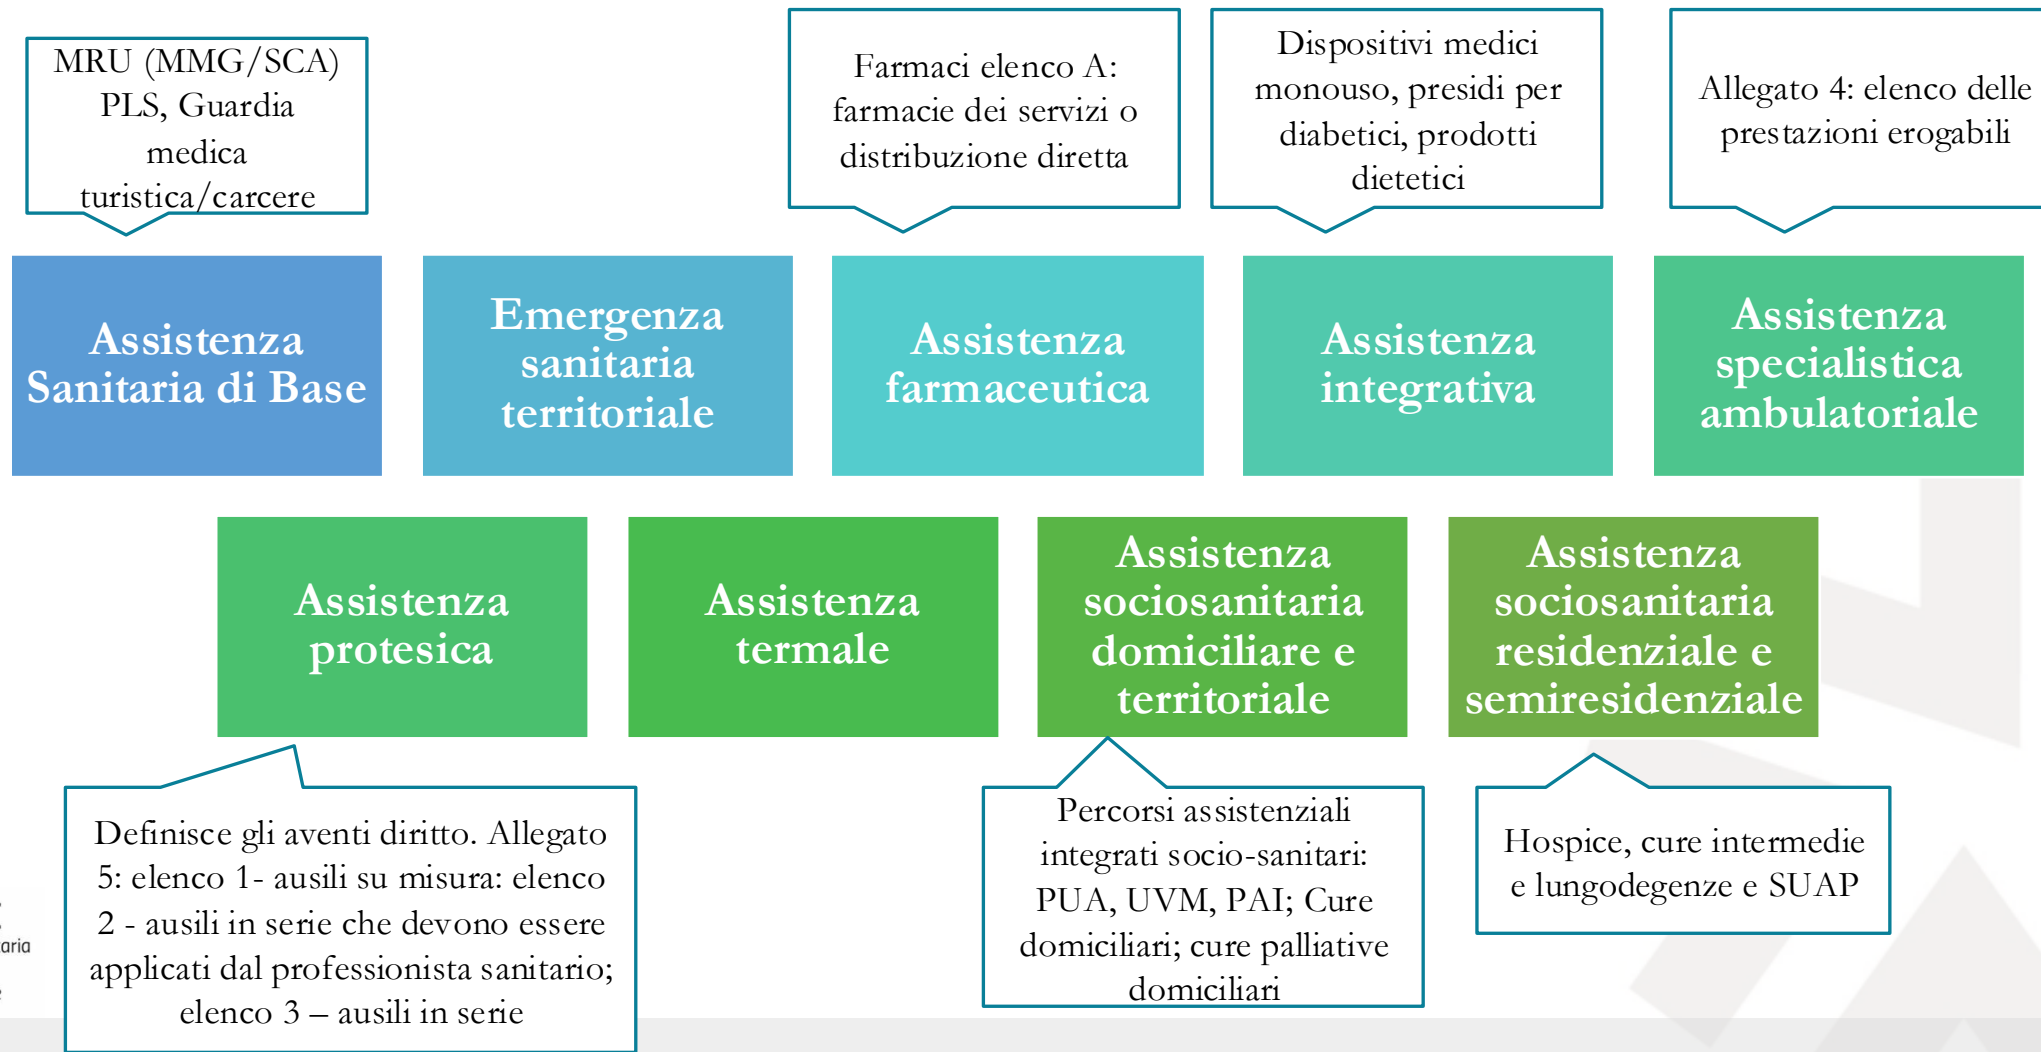 MRU (MMG/SCA)
PLS, Guardia
medica
turistica/carcere
Farmaci elenco A:
farmacie dei servizi o
distribuzione diretta
Dispositivi medici
monouso, presidi per
diabetici, prodotti
dietetici
Allegato 4: elenco delle
prestazioni erogabili
Assistenza
Sanitaria di Base
Emergenza
sanitaria
territoriale
Assistenza
farmaceutica
Assistenza
integrativa
Assistenza
specialistica
ambulatoriale
Assistenza
protesica
Assistenza
termale
Assistenza
sociosanitaria
domiciliare e
territoriale
Assistenza
sociosanitaria
residenziale e
semiresidenziale
Definisce gli aventi diritto. Allegato
5: elenco 1- ausili su misura: elenco
2 - ausili in serie che devono essere
applicati dal professionista sanitario;
elenco 3 – ausili in serie
Percorsi assistenziali
integrati socio-sanitari:
PUA, UVM, PAI; Cure
domiciliari; cure palliative
domiciliari
Hospice, cure intermedie
e lungodegenze e SUAP